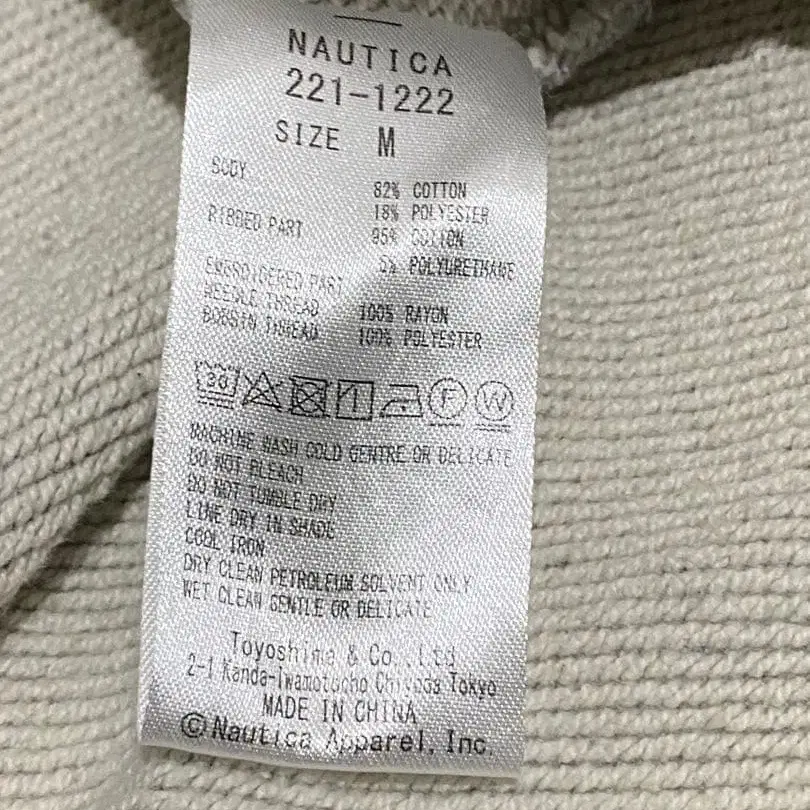 NAUTICA
221-1222
SIZE M
BODY
82% COTTON
18% POLYESTER
RIBBED PART
95% COTTON
5% POLYURETHANE
EMBROIDERED PART
NEEDLE THREAD 100% RAYON
BOBBIN THREAD 100% POLYESTER
30 F W
MACHINE WASH COLD GENTRE OR DELICATE
DO NOT BLEACH
DO NOT TUMBLE DRY
LINE DRY IN SHADE
COOL IRON
DRY CLEAN PETROLEUM SOLVENT ONLY
WET CLEAN GENTLE OR DELICATE
Toyoshima & Co.,Ltd
2-1 Kanda-Iwamotocho Chiyoda Tokyo
MADE IN CHINA
©Nautica Apparel, Inc.